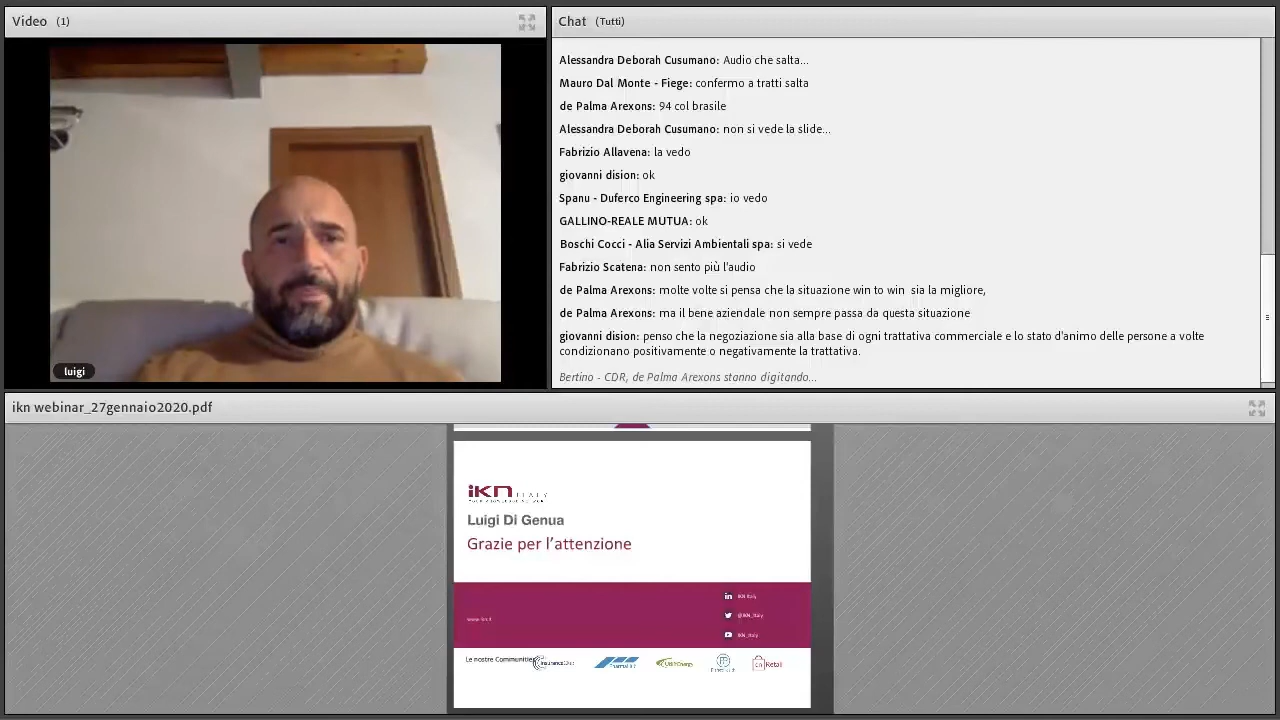 Video (1)
luigi
Chat (Tutti)
Alessandra Deborah Cusumano: Audio che salta...
Mauro Dal Monte - Fiege: confermo a tratti salta
de Palma Arexons: 94 col brasile
Alessandra Deborah Cusumano: non si vede la slide...
Fabrizio Allavena: la vedo
giovanni dision: ok
Spanu - Duferco Engineering spa: io vedo
GALLINO-REALE MUTUA: ok
Boschi Cocci - Alia Servizi Ambientali spa: si vede
Fabrizio Scatena: non sento più l'audio
de Palma Arexons: molte volte si pensa che la situazione win to win sia la migliore,
de Palma Arexons: ma il bene aziendale non sempre passa da questa situazione
giovanni dision: penso che la negoziazione sia alla base di ogni trattativa commerciale e lo stato d'animo delle persone a volte
condizionano positivamente o negativamente la trattativa.
Bertino - CDR, de Palma Arexons stanno digitando...
ikn webinar_27gennaio2020.pdf
iKN ITALY
Luigi Di Genua
Grazie per l'attenzione
IKN Italy
@IKN_Italy
IKN_Italy
Le nostre Communities